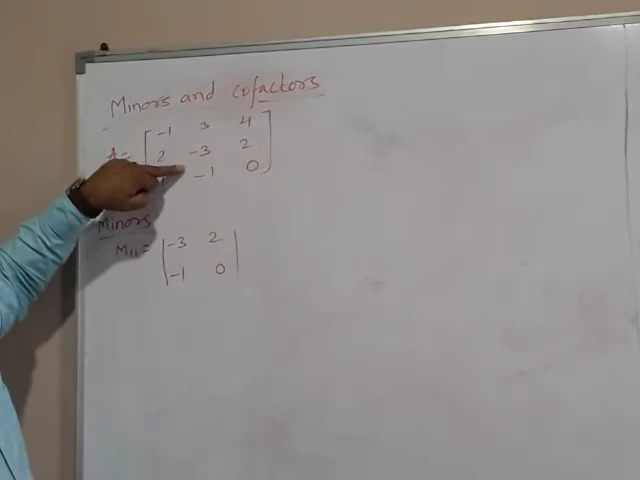 Minors and cofactors
-1 3 4
A = 2 -3 2
-1 0
Minors
M11 = -3 2
-1 0